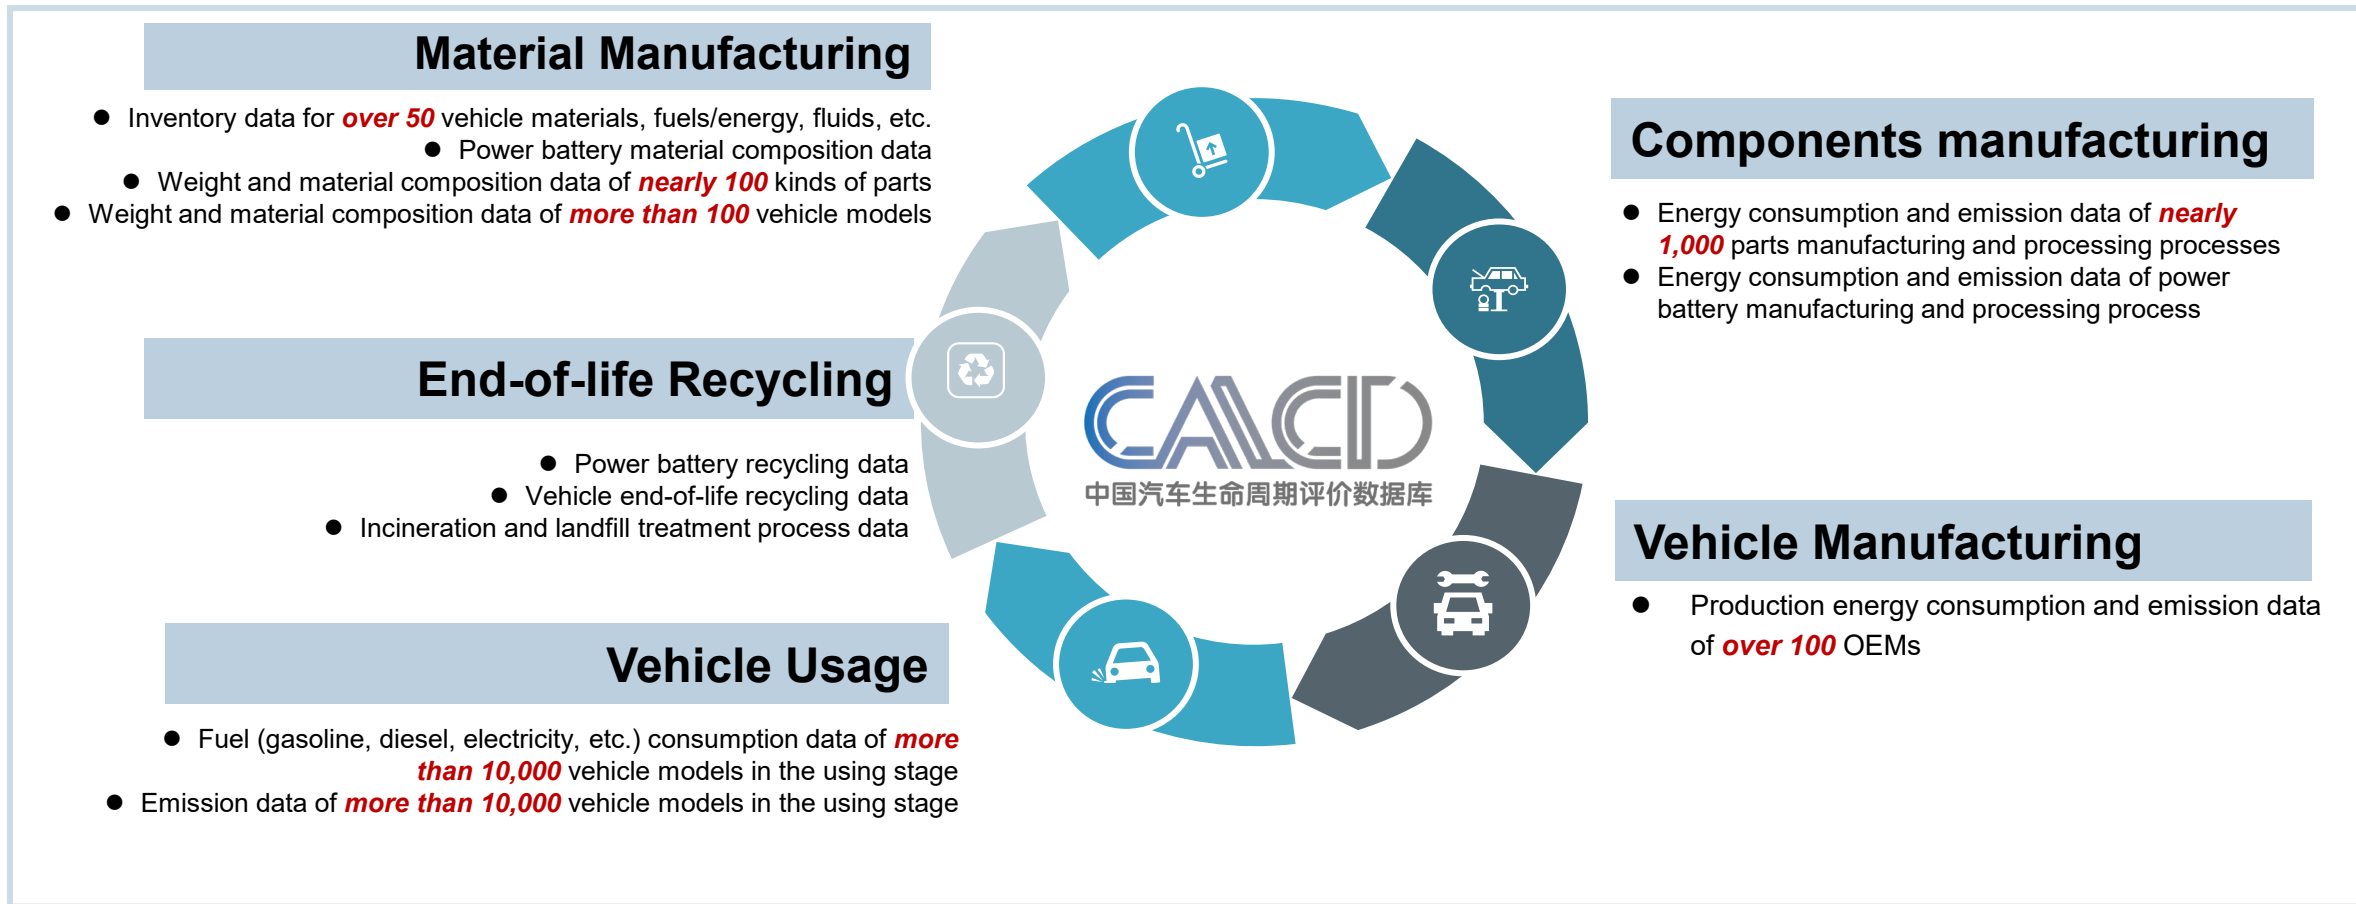 Material Manufacturing
● Inventory data for over 50 vehicle materials, fuels/energy, fluids, etc.
● Power battery material composition data
● Weight and material composition data of nearly 100 kinds of parts
● Weight and material composition data of more than 100 vehicle models
Components manufacturing
● Energy consumption and emission data of nearly
1,000 parts manufacturing and processing processes
● Energy consumption and emission data of power
battery manufacturing and processing process
End-of-life Recycling
● Power battery recycling data
● Vehicle end-of-life recycling data
● Incineration and landfill treatment process data
CALCD
中国汽车生命周期评价数据库
Vehicle Manufacturing
● Production energy consumption and emission data
of over 100 OEMs
Vehicle Usage
● Fuel (gasoline, diesel, electricity, etc.) consumption data of more
than 10,000 vehicle models in the using stage
● Emission data of more than 10,000 vehicle models in the using stage